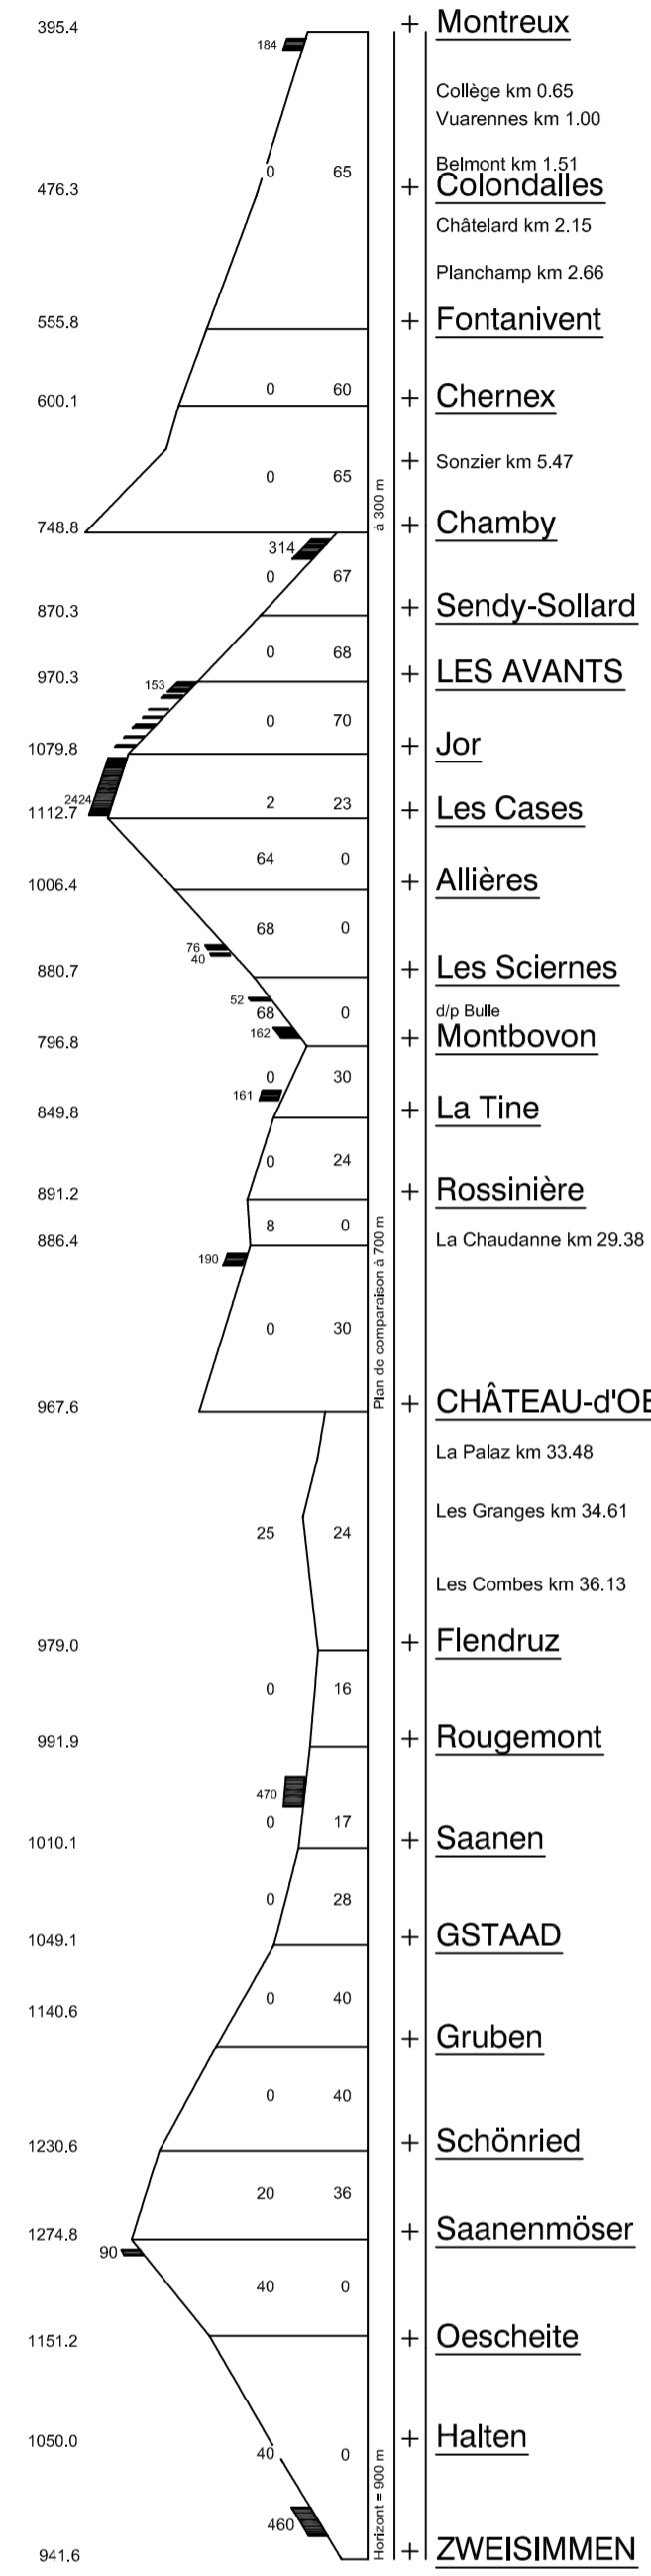 395.4 184 Montreux
Collège km 0.65
Vuarennes km 1.00
Belmont km 1.51
476.3 0 65 Colondalles
Châtelard km 2.15
Planchamp km 2.66
555.8 Fontanivent
0 60
600.1 Chernex
0 65 Sonzier km 5.47
à 300 m
748.8 Chamby
314
0 67
870.3 Sendy-Sollard
0 68
970.3 153 LES AVANTS
0 70
1079.8 Jor
2424 2 23
1112.7 Les Cases
64 0
1006.4 Allières
68 0
76
40
880.7 Les Sciernes
52
68 0 d/p Bulle
162
796.8 Montbovon
0 30
161
849.8 La Tine
0 24
891.2 Rossinière
8 0
886.4 La Chaudanne km 29.38
190
0 30
Plan de comparaison à 700 m
967.6 CHÂTEAU-d'OE
La Palaz km 33.48
Les Granges km 34.61
25 24
Les Combes km 36.13
979.0 Flendruz
0 16
991.9 Rougemont
470
0 17
1010.1 Saanen
0 28
1049.1 GSTAAD
0 40
1140.6 Gruben
0 40
1230.6 Schönried
20 36
1274.8 Saanenmöser
90
40 0
1151.2 Oescheite
1050.0 Halten
40 0
Horizont = 900 m
460
941.6 ZWEISIMMEN